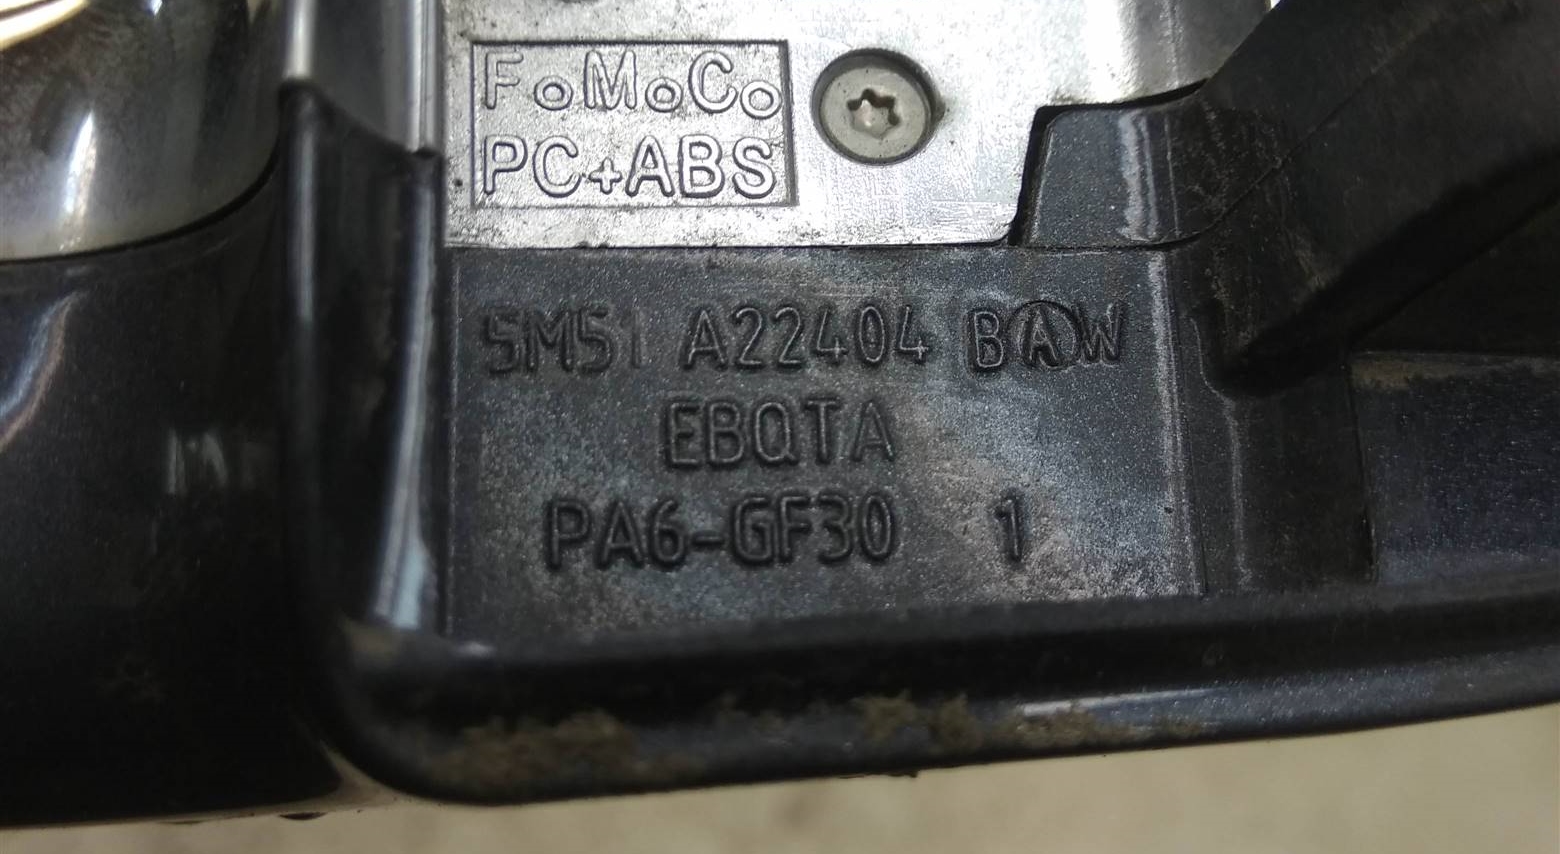 FoMoCo
PC+ABS
5M51 A22404 BAW
EBQTA
PA6-GF30 1